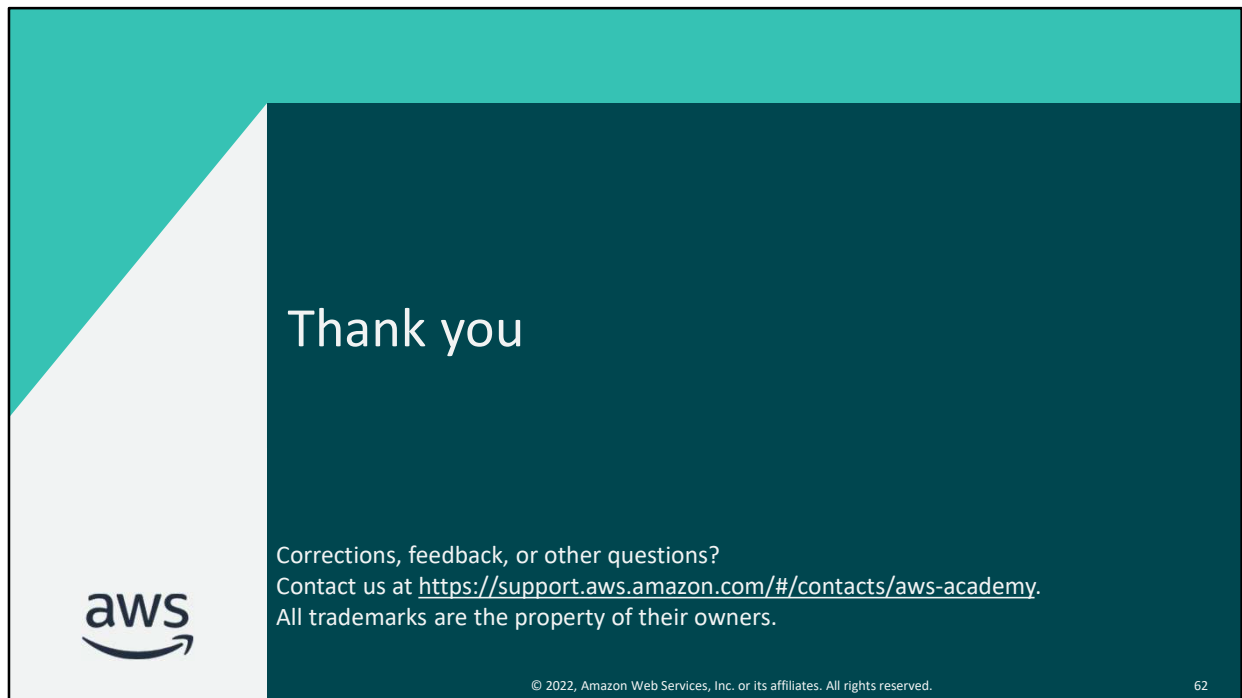 Thank you
Corrections, feedback, or other questions?
Contact us at https://support.aws.amazon.com/#/contacts/aws-academy.
All trademarks are the property of their owners.
aws
© 2022, Amazon Web Services, Inc. or its affiliates. All rights reserved.
62